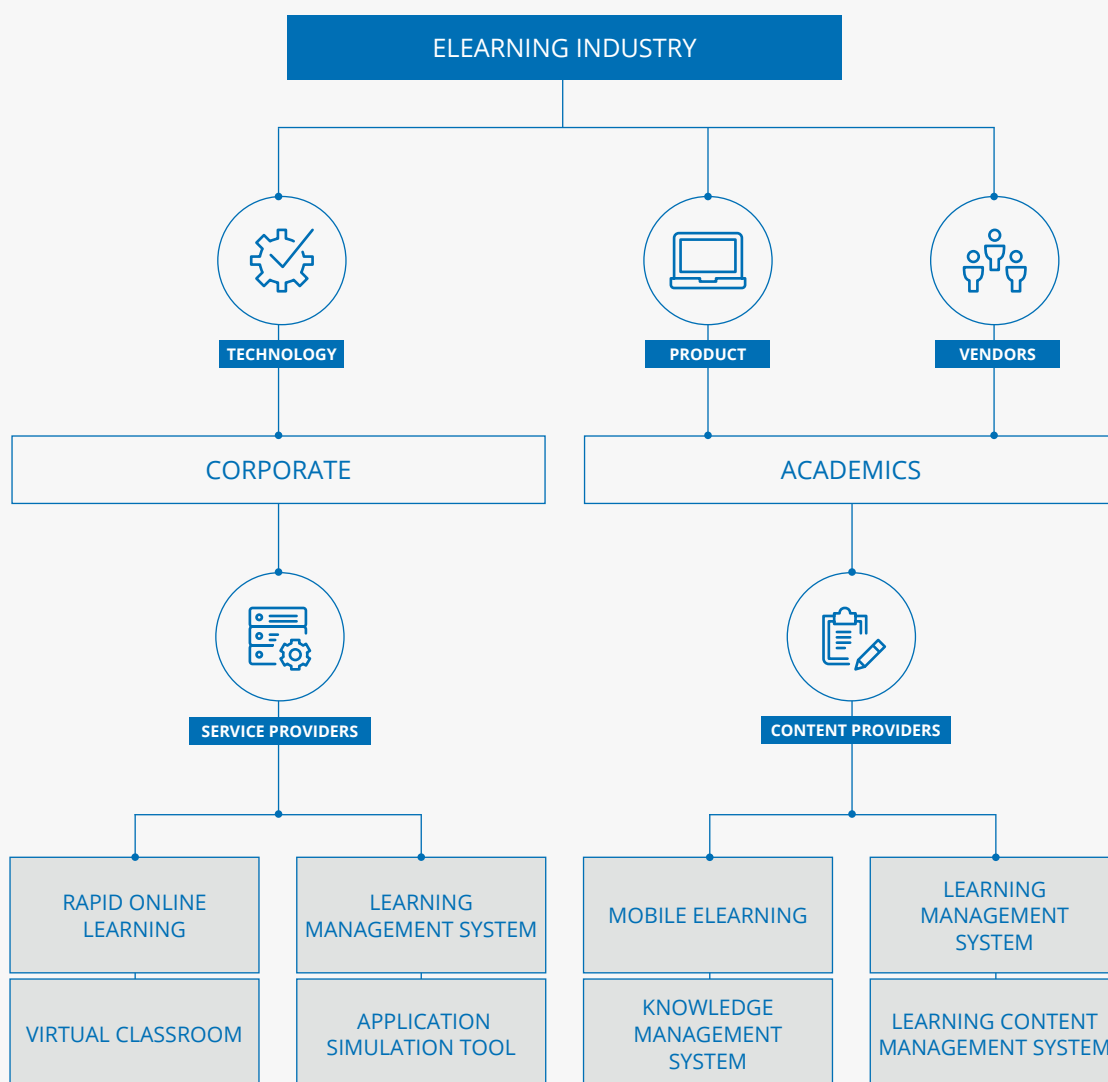 ELEARNING INDUSTRY
TECHNOLOGY
PRODUCT
VENDORS
CORPORATE
ACADEMICS
SERVICE PROVIDERS
CONTENT PROVIDERS
RAPID ONLINE
LEARNING
LEARNING
MANAGEMENT SYSTEM
MOBILE ELEARNING
LEARNING
MANAGEMENT
SYSTEM
VIRTUAL CLASSROOM
APPLICATION
SIMULATION TOOL
KNOWLEDGE
MANAGEMENT
SYSTEM
LEARNING CONTENT
MANAGEMENT SYSTEM